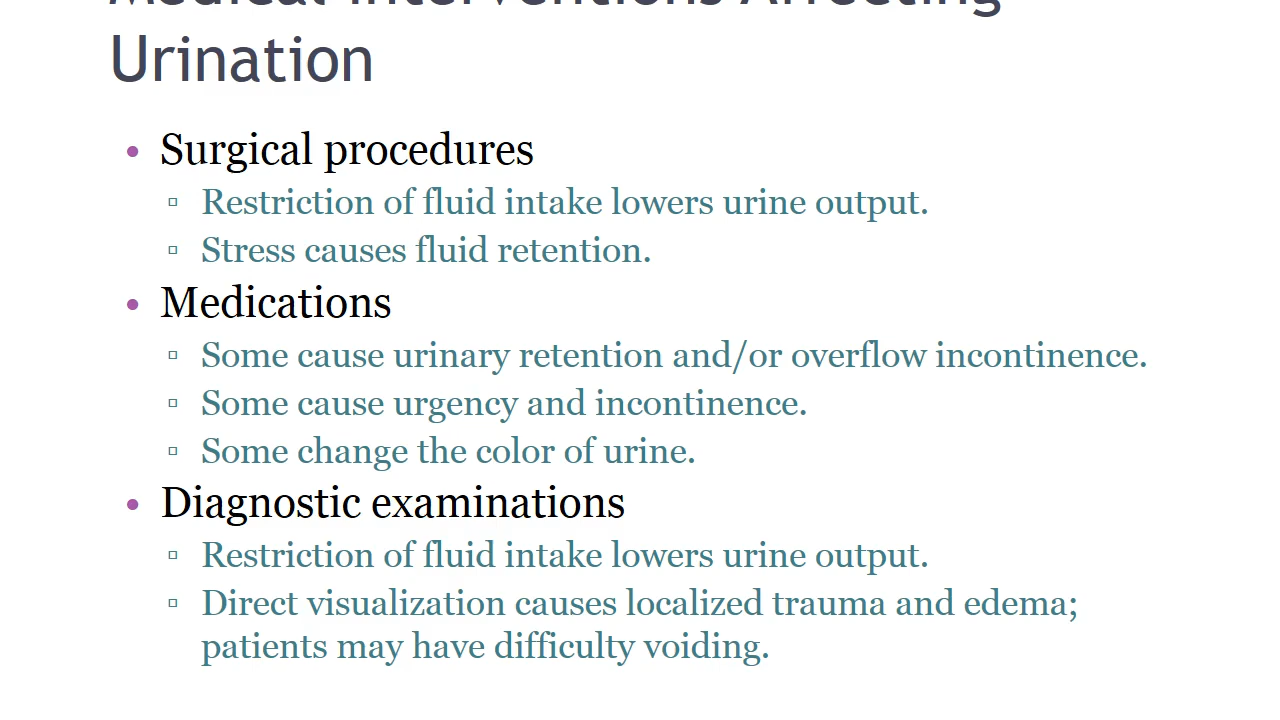 Medical Interventions Affecting
Urination
• Surgical procedures
▫ Restriction of fluid intake lowers urine output.
▫ Stress causes fluid retention.
• Medications
▫ Some cause urinary retention and/or overflow incontinence.
▫ Some cause urgency and incontinence.
▫ Some change the color of urine.
• Diagnostic examinations
▫ Restriction of fluid intake lowers urine output.
▫ Direct visualization causes localized trauma and edema;
patients may have difficulty voiding.